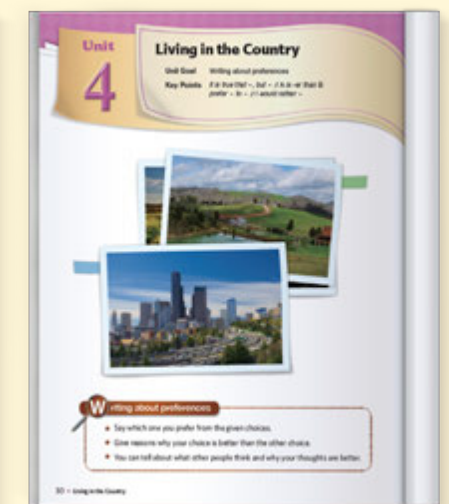 Unit
4
Living in the Country
Unit Goal Writing about preferences
Key Points It is true that ~, but ~ / is
prefer ~ to ~ / I would rather ~
Writing about preferences
Say which one you prefer from the given choices.
Give reasons why your choice is better than the other choice.
You can tell about what other people think and why your thoughts are better.
30 • Living in the Country